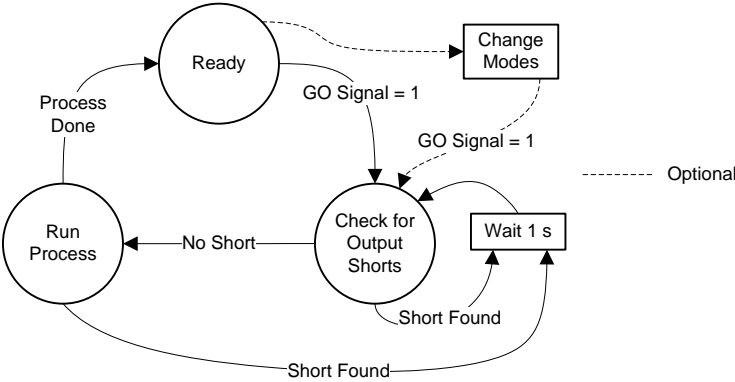 Ready
Change
Modes
GO Signal = 1
Process
Done
GO Signal = 1
Optional
Run
Process
No Short
Check for
Output
Shorts
Wait 1 s
Short Found
Short Found